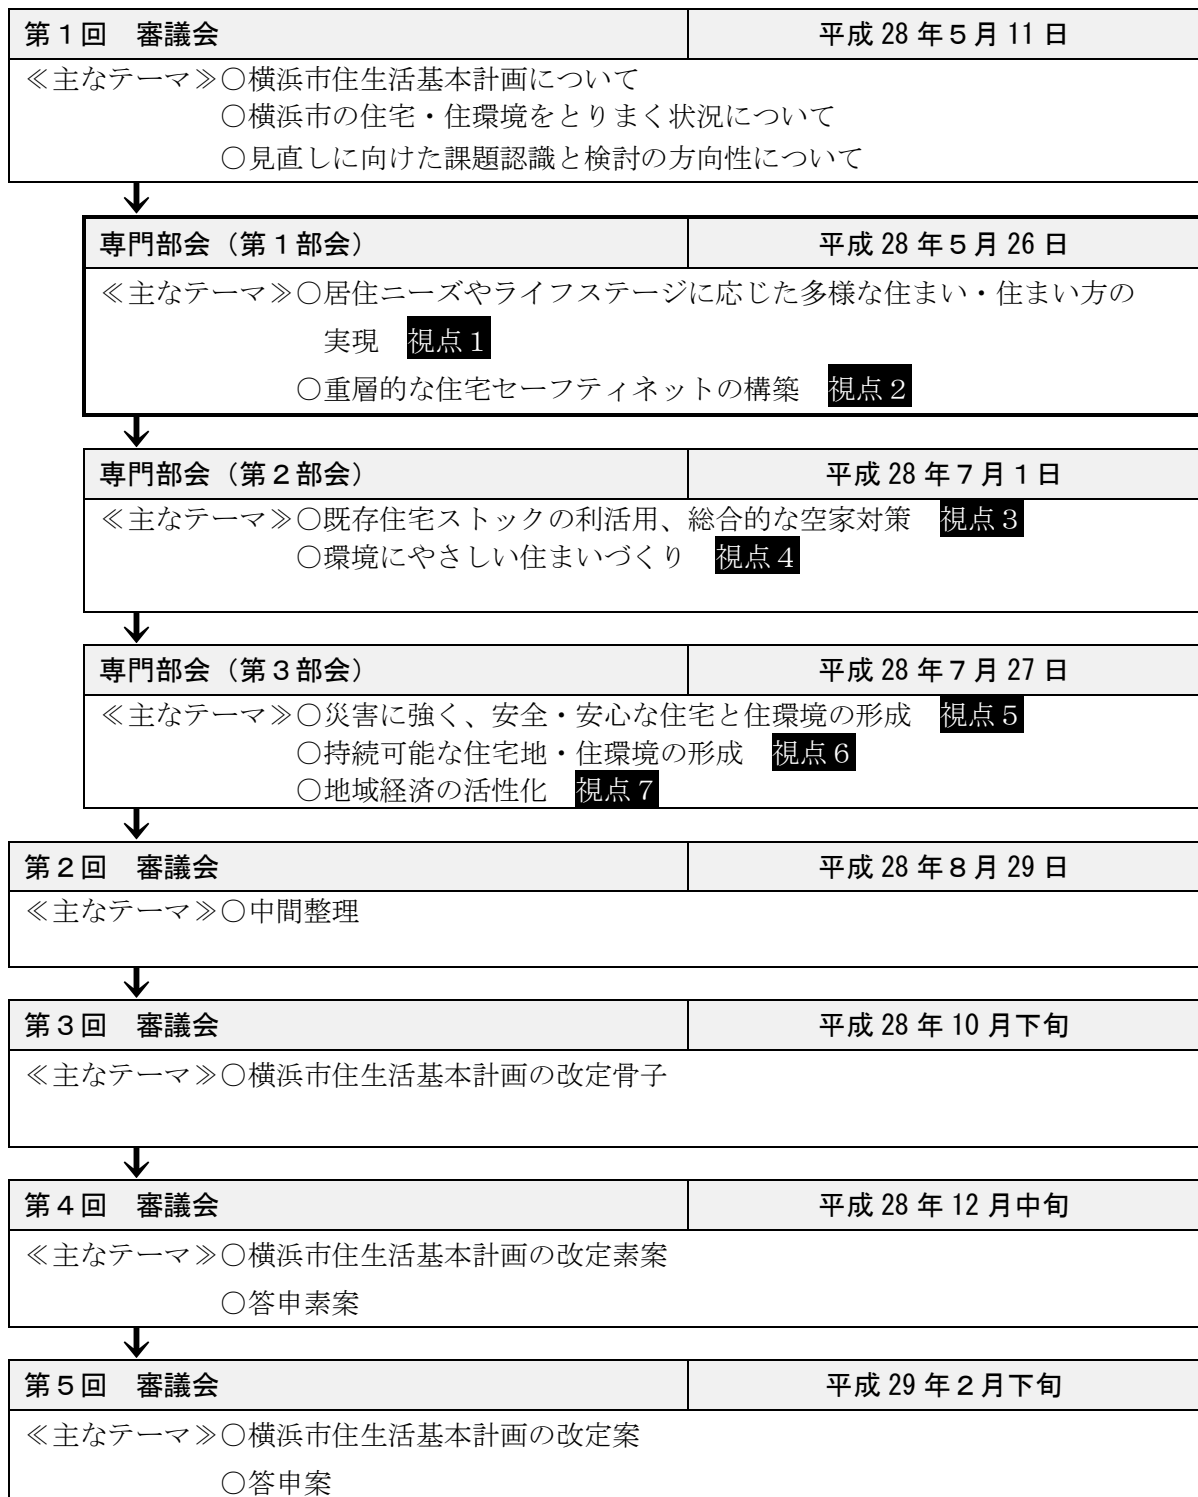 第１回　審議会　平成 28 年５月 11 日
≪主なテーマ≫○横浜市住生活基本計画について
○横浜市の住宅・住環境をとりまく状況について
○見直しに向けた課題認識と検討の方向性について
専門部会（第１部会）　平成 28 年５月 26 日
≪主なテーマ≫○居住ニーズやライフステージに応じた多様な住まい・住まい方の
実現　視点１
○重層的な住宅セーフティネットの構築　視点２
専門部会（第２部会）　平成 28 年７月１日
≪主なテーマ≫○既存住宅ストックの利活用、総合的な空家対策　視点３
○環境にやさしい住まいづくり　視点４
専門部会（第３部会）　平成 28 年７月 27 日
≪主なテーマ≫○災害に強く、安全・安心な住宅と住環境の形成　視点５
○持続可能な住宅地・住環境の形成　視点６
○地域経済の活性化　視点７
第２回　審議会　平成 28 年８月 29 日
≪主なテーマ≫○中間整理
第３回　審議会　平成 28 年 10 月下旬
≪主なテーマ≫○横浜市住生活基本計画の改定骨子
第４回　審議会　平成 28 年 12 月中旬
≪主なテーマ≫○横浜市住生活基本計画の改定素案
○答申素案
第５回　審議会　平成 29 年２月下旬
≪主なテーマ≫○横浜市住生活基本計画の改定案
○答申案